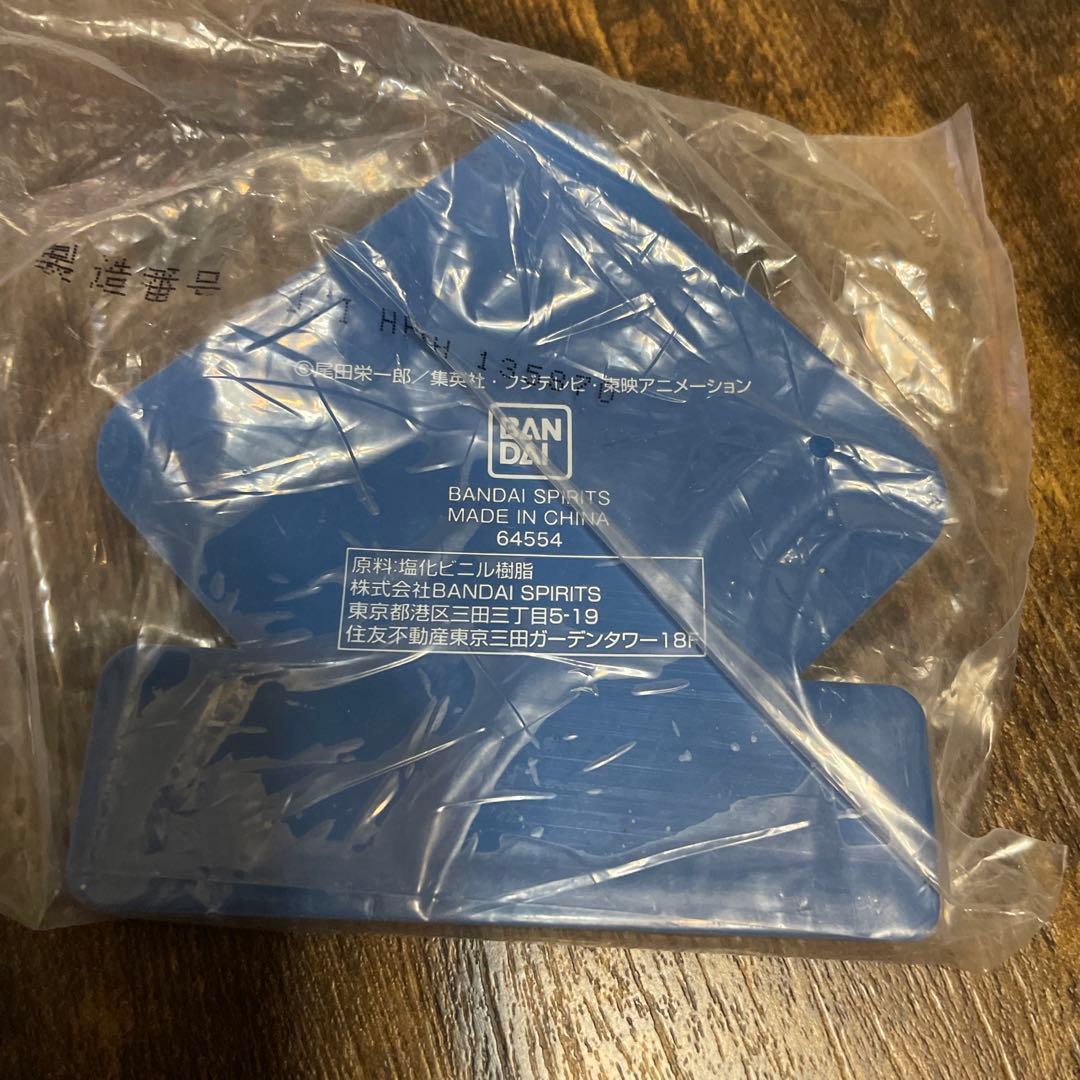 製造番号
135870
©尾田栄一郎／集英社・フジテレビ 東映アニメーション
BAN
DAI
BANDAI SPIRITS
MADE IN CHINA
64554
原料:塩化ビニル樹脂
株式会社BANDAI SPIRITS
東京都港区三田三丁目5-19
住友不動産東京三田ガーデンタワー18F